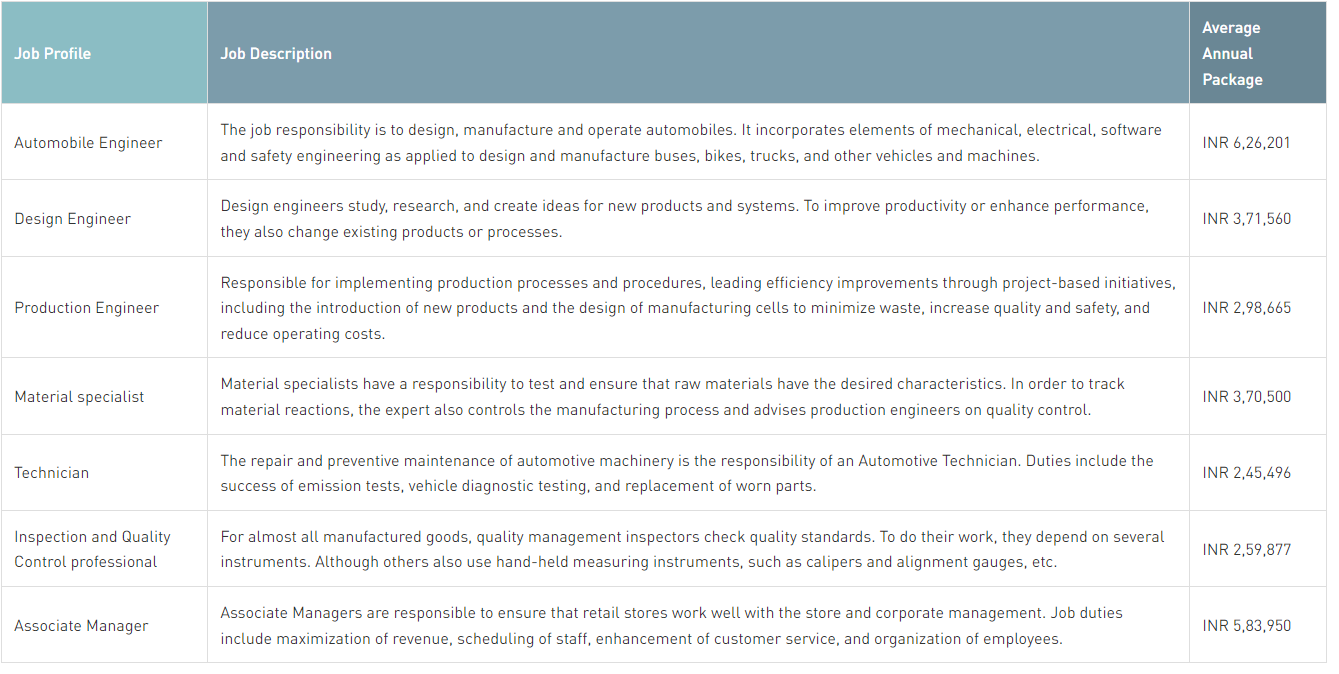 Job Profile
Job Description
Average
Annual
Package
Automobile Engineer
The job responsibility is to design, manufacture and operate automobiles. It incorporates elements of mechanical, electrical, software
and safety engineering as applied to design and manufacture buses, bikes, trucks, and other vehicles and machines.
INR 6,26,201
Design Engineer
Design engineers study, research, and create ideas for new products and systems. To improve productivity or enhance performance,
they also change existing products or processes.
INR 3,71,560
Production Engineer
Responsible for implementing production processes and procedures, leading efficiency improvements through project-based initiatives,
including the introduction of new products and the design of manufacturing cells to minimize waste, increase quality and safety, and
reduce operating costs.
INR 2,98,665
Material specialist
Material specialists have a responsibility to test and ensure that raw materials have the desired characteristics. In order to track
material reactions, the expert also controls the manufacturing process and advises production engineers on quality control.
INR 3,70,500
Technician
The repair and preventive maintenance of automotive machinery is the responsibility of an Automotive Technician. Duties include the
success of emission tests, vehicle diagnostic testing, and replacement of worn parts.
INR 2,45,496
Inspection and Quality
Control professional
For almost all manufactured goods, quality management inspectors check quality standards. To do their work, they depend on several
instruments. Although others also use hand-held measuring instruments, such as calipers and alignment gauges, etc.
INR 2,59,877
Associate Manager
Associate Managers are responsible to ensure that retail stores work well with the store and corporate management. Job duties
include maximization of revenue, scheduling of staff, enhancement of customer service, and organization of employees.
INR 5,83,950